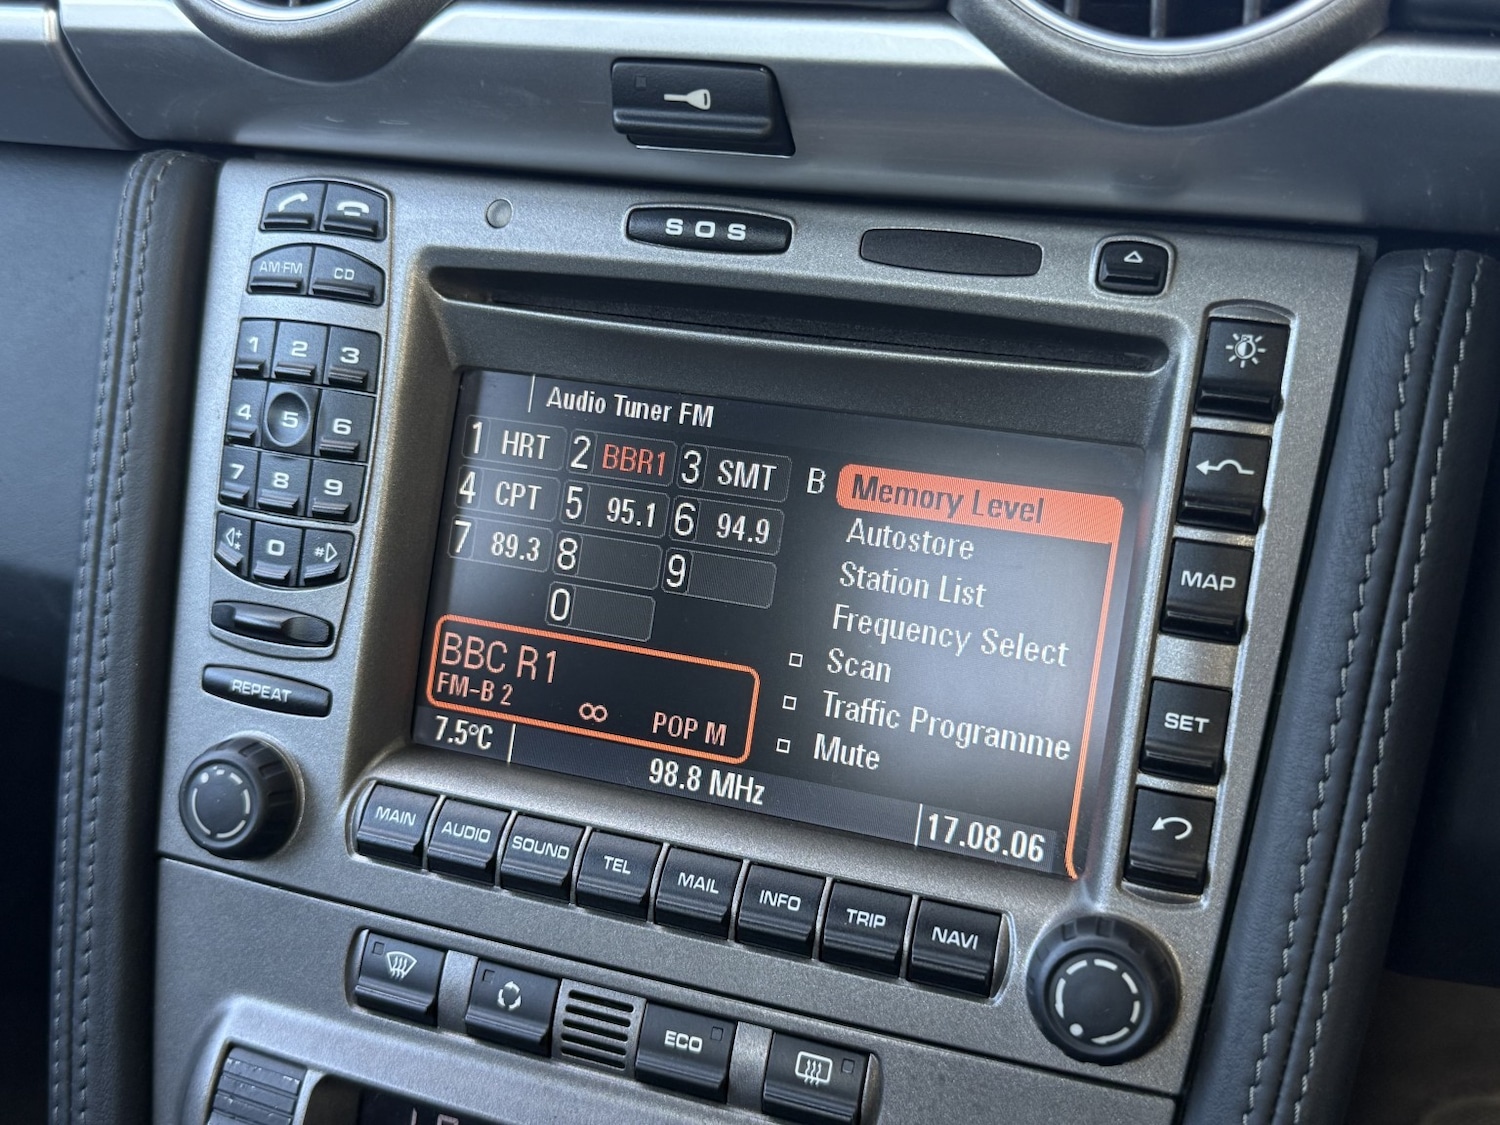 SOS
AM·FM CD
1 2 3
4 5 6
7 8 9
0 #
REPEAT
Audio Tuner FM
1 HRT 2 BBR1 3 SMT
4 CPT 5 95.1 6 94.9
7 89.3 8 9
0
BBC R1
FM-B 2
∞ POP M
7.5°C
98.8 MHz
17.08.06
B Memory Level
Autostore
Station List
Frequency Select
Scan
Traffic Programme
Mute
MAP
SET
MAIN AUDIO SOUND TEL MAIL INFO TRIP NAVI
ECO